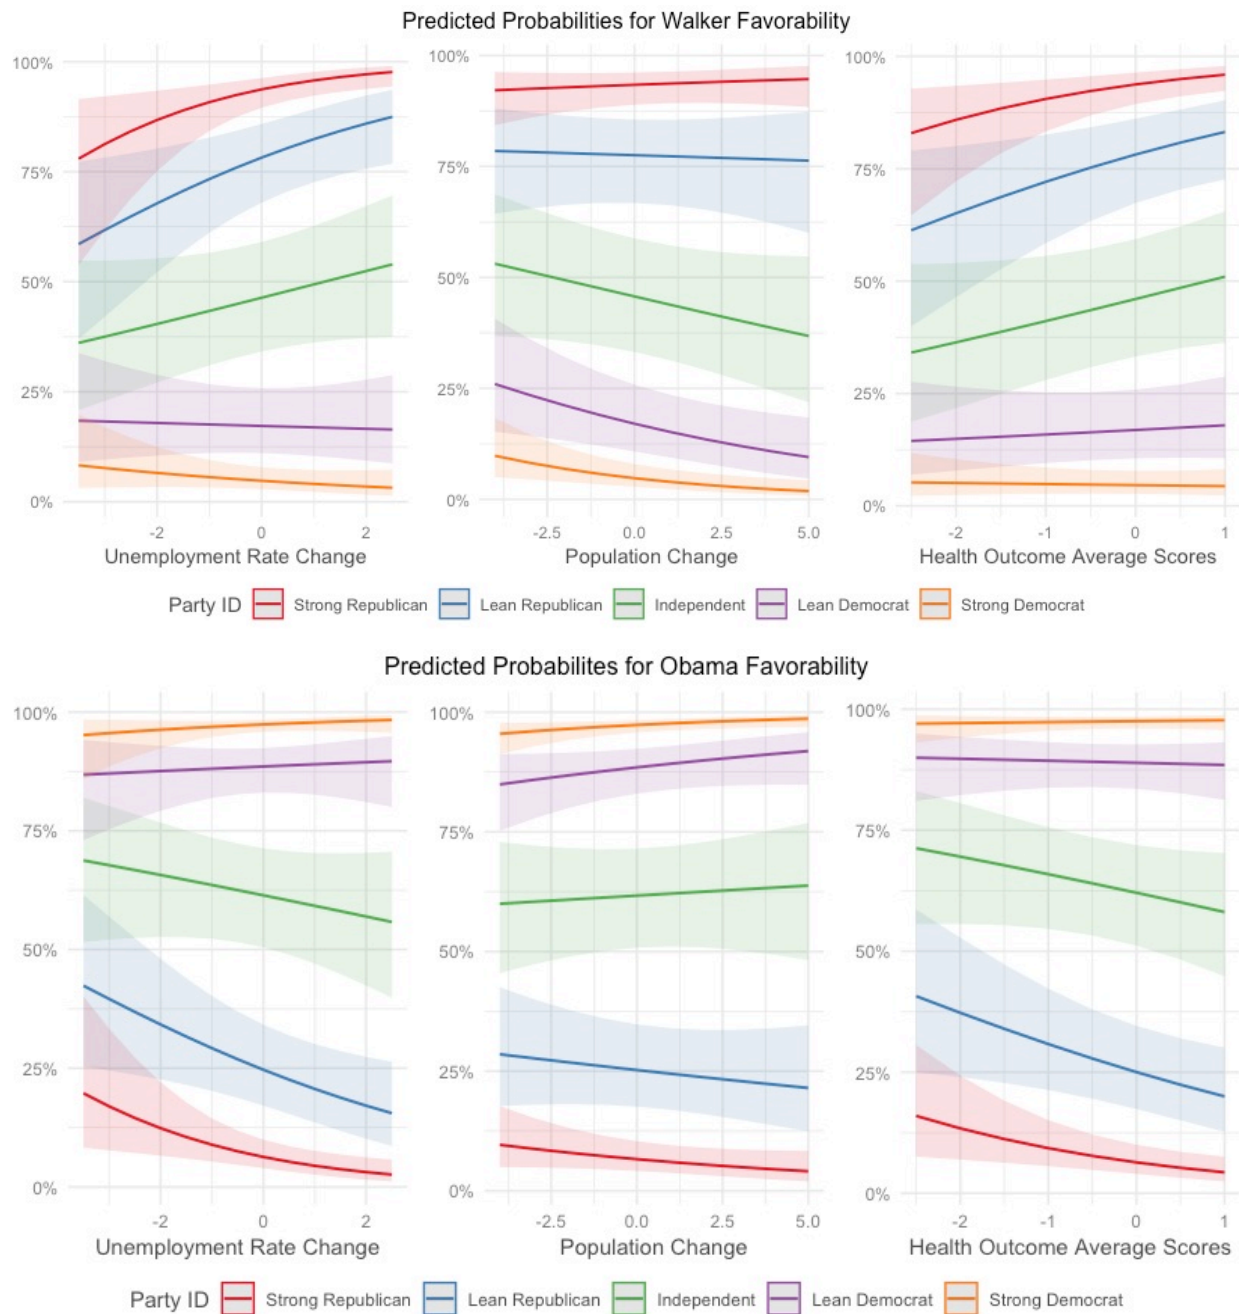 Predicted Probabilities for Walker Favorability
100%
75%
50%
25%
0%
-2 0 2
Unemployment Rate Change
100%
75%
50%
25%
0%
-2.5 0.0 2.5 5.0
Population Change
100%
75%
50%
25%
0%
-2 -1 0 1
Health Outcome Average Scores
Party ID Strong Republican Lean Republican Independent Lean Democrat Strong Democrat
Predicted Probabilites for Obama Favorability
100%
75%
50%
25%
0%
-2 0 2
Unemployment Rate Change
100%
75%
50%
25%
0%
-2.5 0.0 2.5 5.0
Population Change
100%
75%
50%
25%
0%
-2 -1 0 1
Health Outcome Average Scores
Party ID Strong Republican Lean Republican Independent Lean Democrat Strong Democrat